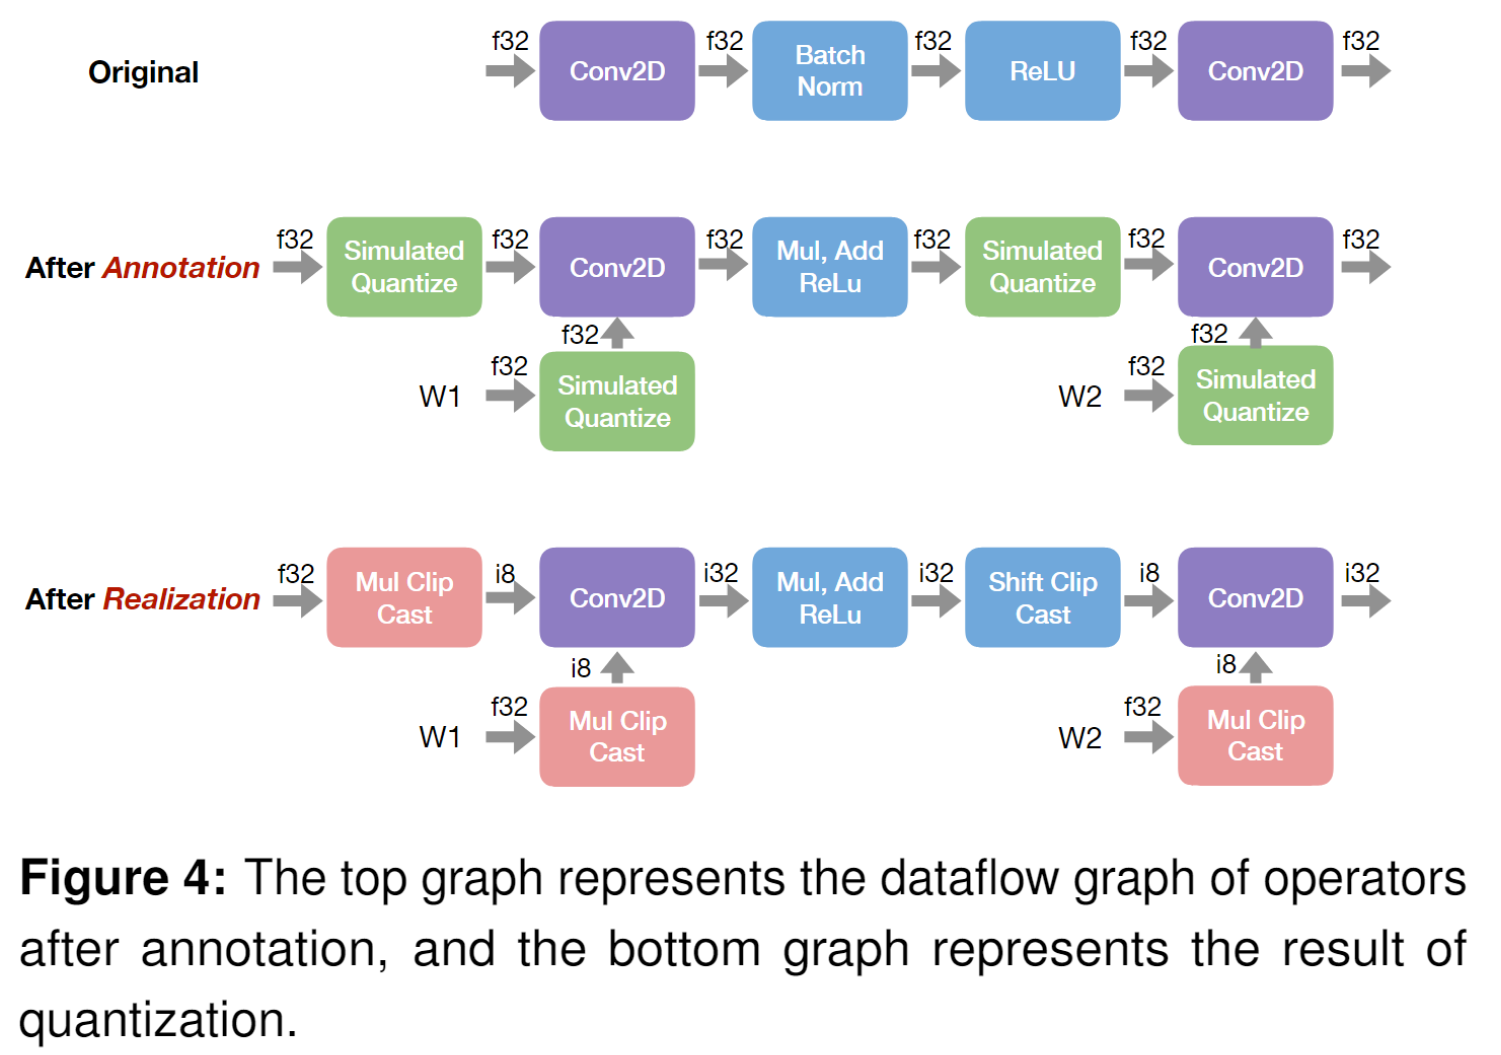 Original
f32
Conv2D
f32
Batch
Norm
f32
ReLU
f32
Conv2D
f32
After Annotation
f32
Simulated
Quantize
f32
Conv2D
f32
Mul, Add
ReLu
f32
Simulated
Quantize
f32
Conv2D
f32
f32
W1
f32
Simulated
Quantize
f32
W2
f32
Simulated
Quantize
After Realization
f32
Mul Clip
Cast
i8
Conv2D
i32
Mul, Add
ReLu
i32
Shift Clip
Cast
i8
Conv2D
i32
i8
W1
f32
Mul Clip
Cast
i8
W2
f32
Mul Clip
Cast
Figure 4: The top graph represents the dataflow graph of operators
after annotation, and the bottom graph represents the result of
quantization.